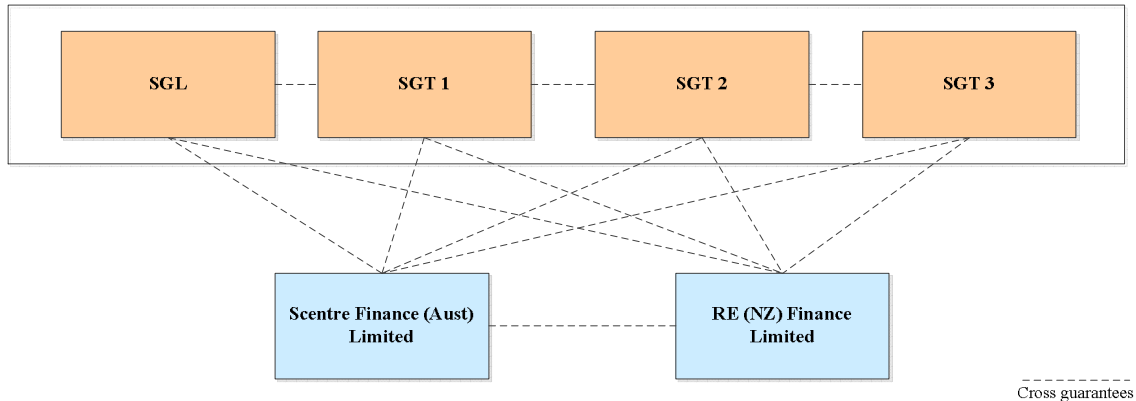 SGL
SGT 1
SGT 2
SGT 3
Scentre Finance (Aust)
Limited
RE (NZ) Finance
Limited
Cross guarantees